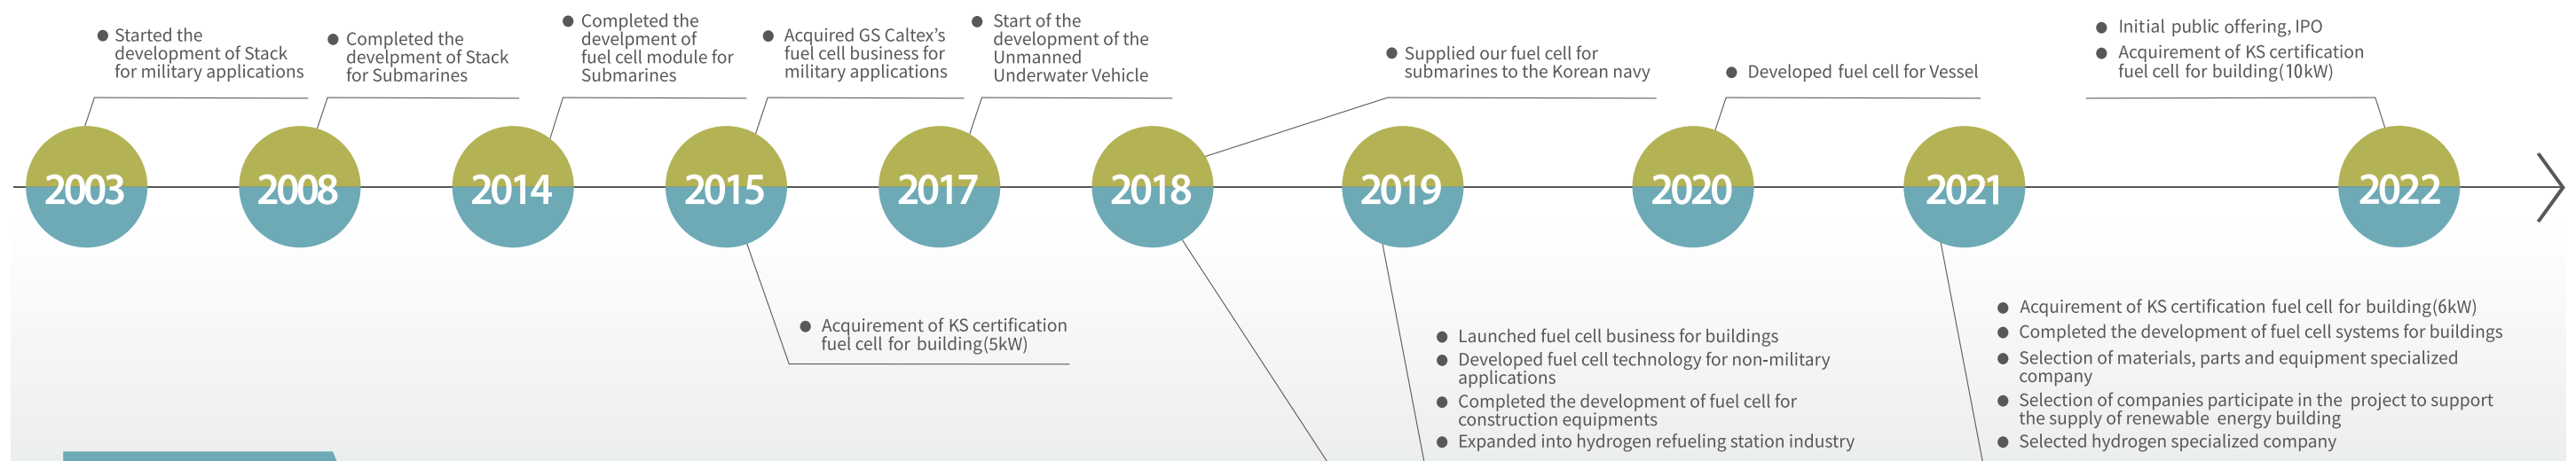 Started the
development of Stack
for military applications
Completed the
develpment of Stack
for Submarines
Completed the
develpment of
fuel cell module for
Submarines
Acquired GS Caltex’s
fuel cell business for
military applications
Start of the
development of the
Unmanned
Underwater Vehicle
Supplied our fuel cell for
submarines to the Korean navy
Developed fuel cell for Vessel
Initial public offering, IPO
Acquirement of KS certification
fuel cell for building(10kW)
2003
2008
2014
2015
2017
2018
2019
2020
2021
2022
Acquirement of KS certification
fuel cell for building(5kW)
Launched fuel cell business for buildings
Developed fuel cell technology for non-military
applications
Completed the development of fuel cell for
construction equipments
Expanded into hydrogen refueling station industry
Acquirement of KS certification fuel cell for building(6kW)
Completed the development of fuel cell systems for buildings
Selection of materials, parts and equipment specialized
company
Selection of companies participate in the project to support
the supply of renewable energy building
Selected hydrogen specialized company